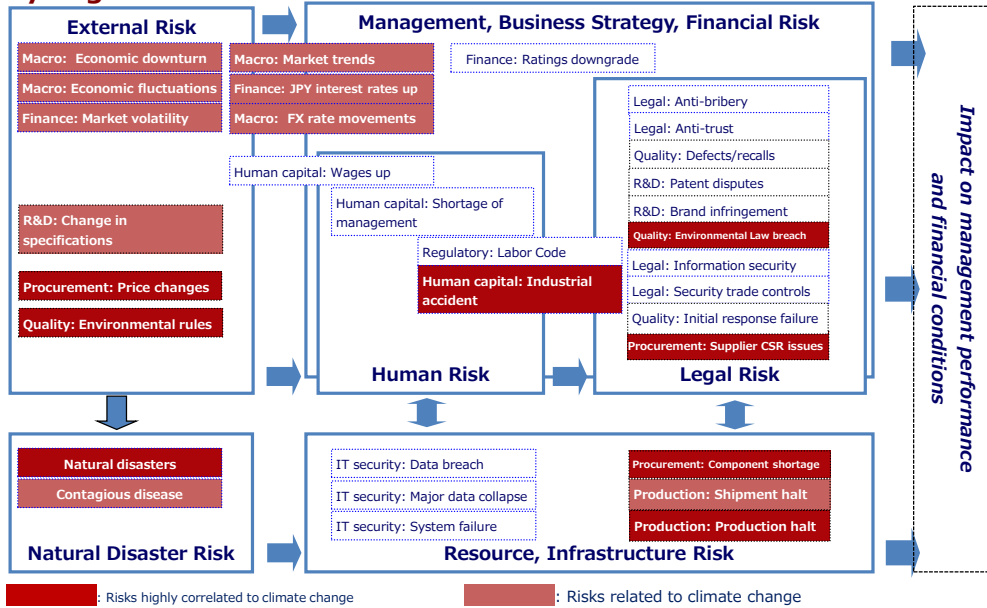 External Risk
Macro: Economic downturn
Macro: Economic fluctuations
Finance: Market volatility
R&D: Change in
specifications
Procurement: Price changes
Quality: Environmental rules
Management, Business Strategy, Financial Risk
Macro: Market trends
Finance: JPY interest rates up
Macro: FX rate movements
Finance: Ratings downgrade
Human capital: Wages up
Human capital: Shortage of
management
Regulatory: Labor Code
Human capital: Industrial
accident
Human Risk
Legal: Anti-bribery
Legal: Anti-trust
Quality: Defects/recalls
R&D: Patent disputes
R&D: Brand infringement
Quality: Environmental Law breach
Legal: Information security
Legal: Security trade controls
Quality: Initial response failure
Procurement: Supplier CSR issues
Legal Risk
Natural disasters
Contagious disease
Natural Disaster Risk
IT security: Data breach
IT security: Major data collapse
IT security: System failure
Procurement: Component shortage
Production: Shipment halt
Production: Production halt
Resource, Infrastructure Risk
Impact on management performance
and financial conditions
: Risks highly correlated to climate change
: Risks related to climate change